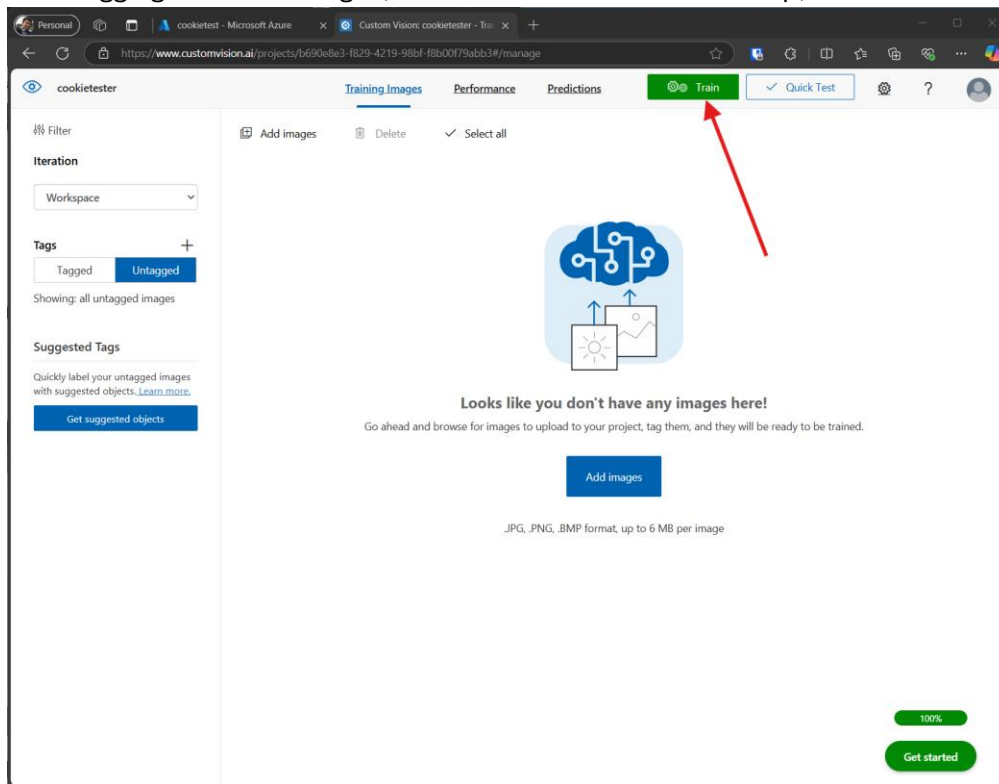 Personal
cookietest - Microsoft Azure
Custom Vision: cookietester - Trai
https://www.customvision.ai/projects/b690e8e3-f829-4219-98bf-f8b00f79abb3#/manage
cookietester
Training Images
Performance
Predictions
Train
Quick Test
?
Filter
Add images
Delete
Select all
Iteration
Workspace
Tags
Tagged
Untagged
Showing: all untagged images
Suggested Tags
Quickly label your untagged images
with suggested objects. Learn more.
Get suggested objects
Looks like you don't have any images here!
Go ahead and browse for images to upload to your project, tag them, and they will be ready to be trained.
Add images
.JPG, .PNG, .BMP format, up to 6 MB per image
100%
Get started